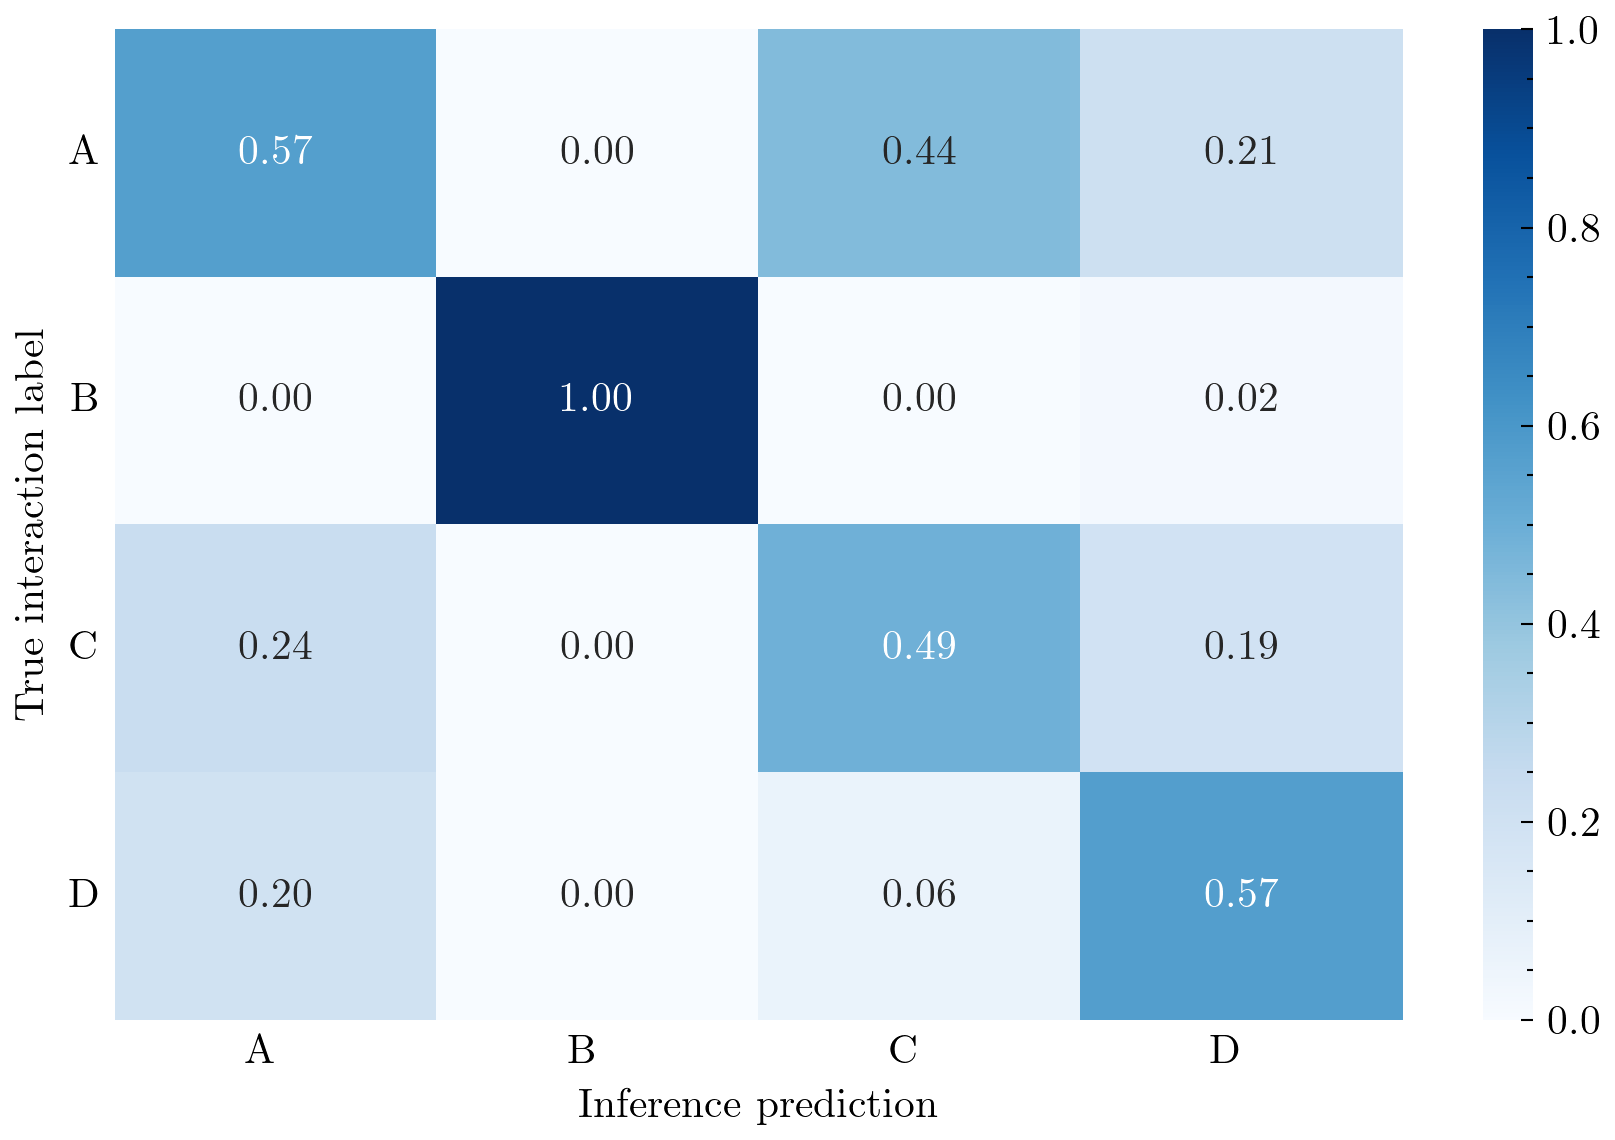 1.0
A 0.57 0.00 0.44 0.21
0.8
B 0.00 1.00 0.00 0.02
0.6
True interaction label
C 0.24 0.00 0.49 0.19
0.4
0.2
D 0.20 0.00 0.06 0.57
0.0
A B C D
Inference prediction